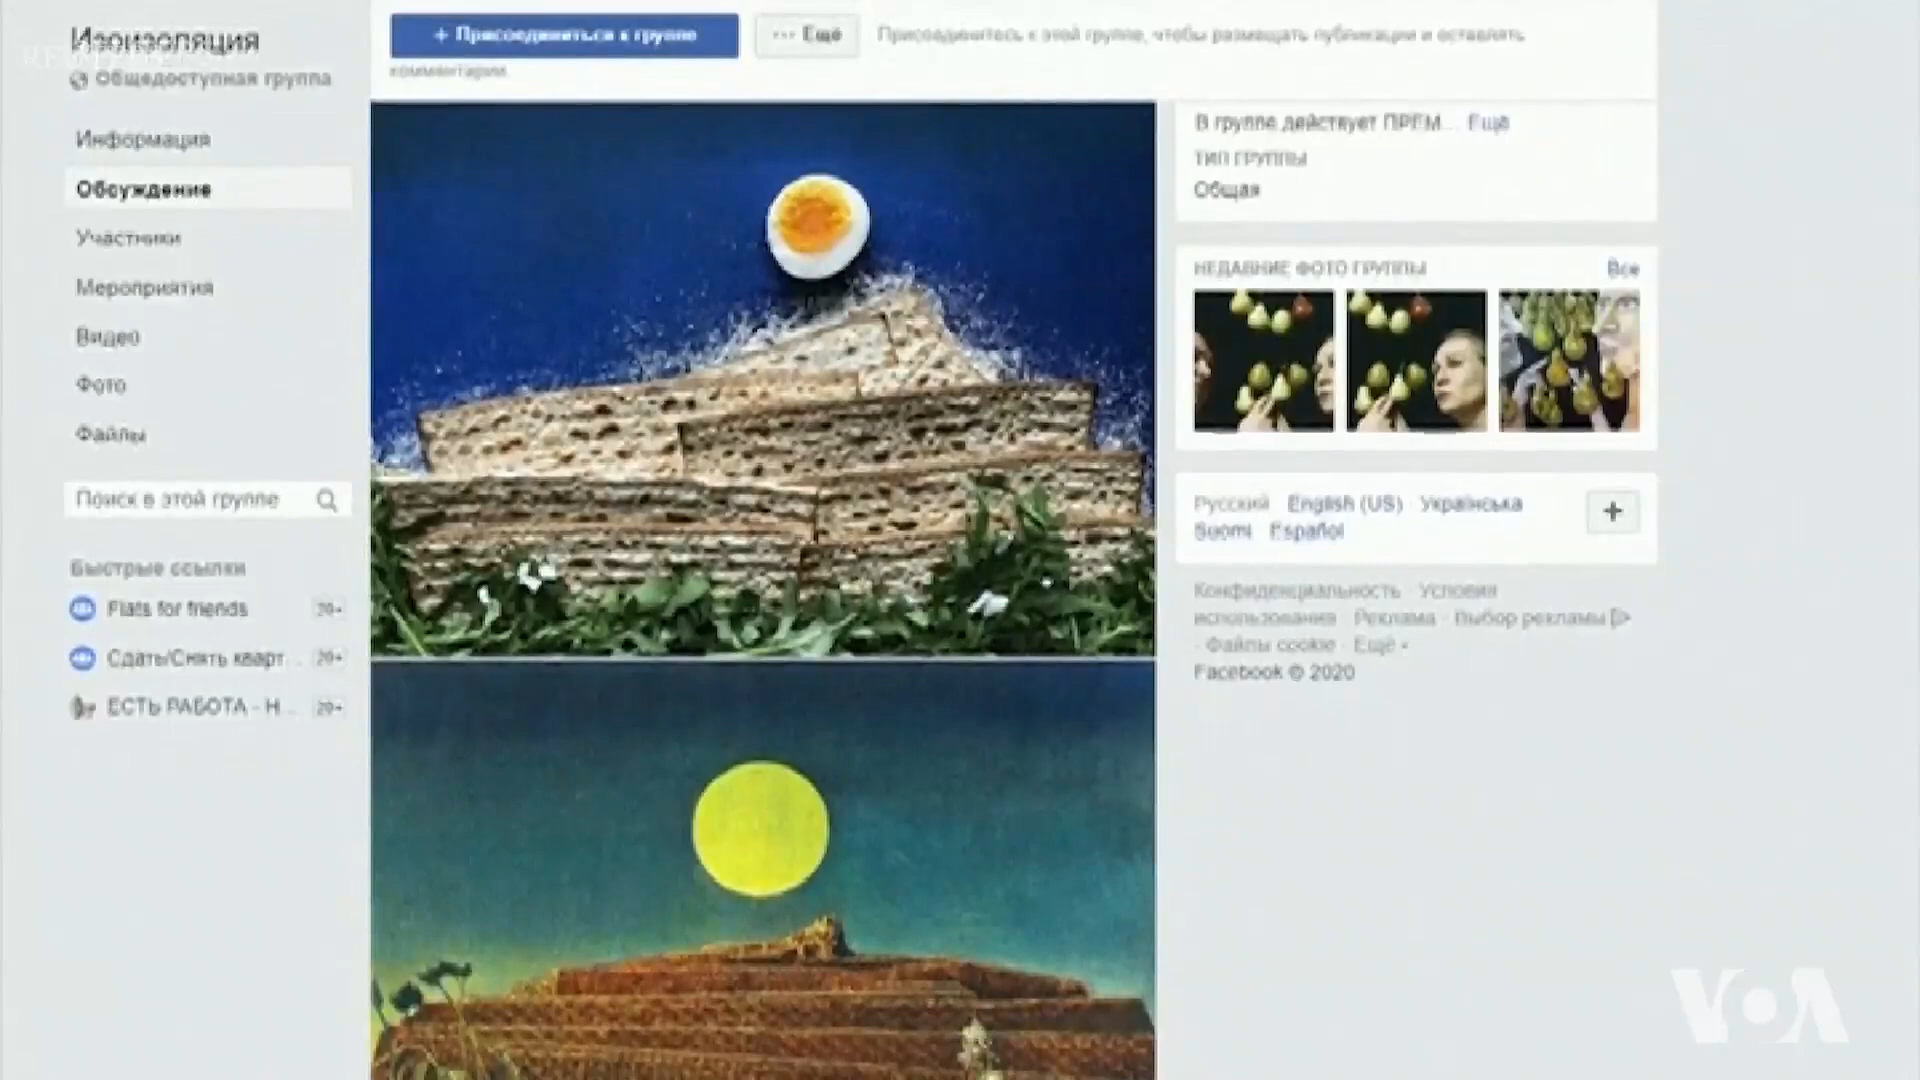 Изоизоляция
Общедоступная группа
Информация
Обсуждение
Участники
Мероприятия
Видео
Фото
Файлы
Поиск в этой группе
Быстрые ссылки
Flats for friends 20+
Сдать/Снять кварт... 20+
ЕСТЬ РАБОТА - Н... 20+
+ Присоединиться к группе
··· Ещё
Присоединитесь к этой группе, чтобы размещать публикации и оставлять
комментарии.
В группе действует ПРЕМ... Ещё
ТИП ГРУППЫ
Общая
НЕДАВНИЕ ФОТО ГРУППЫ Все
Русский · English (US) · Українська
Suomi · Español
+
Конфиденциальность · Условия
использования · Реклама · Выбор рекламы
· Файлы cookie · Ещё
Facebook © 2020
VOA